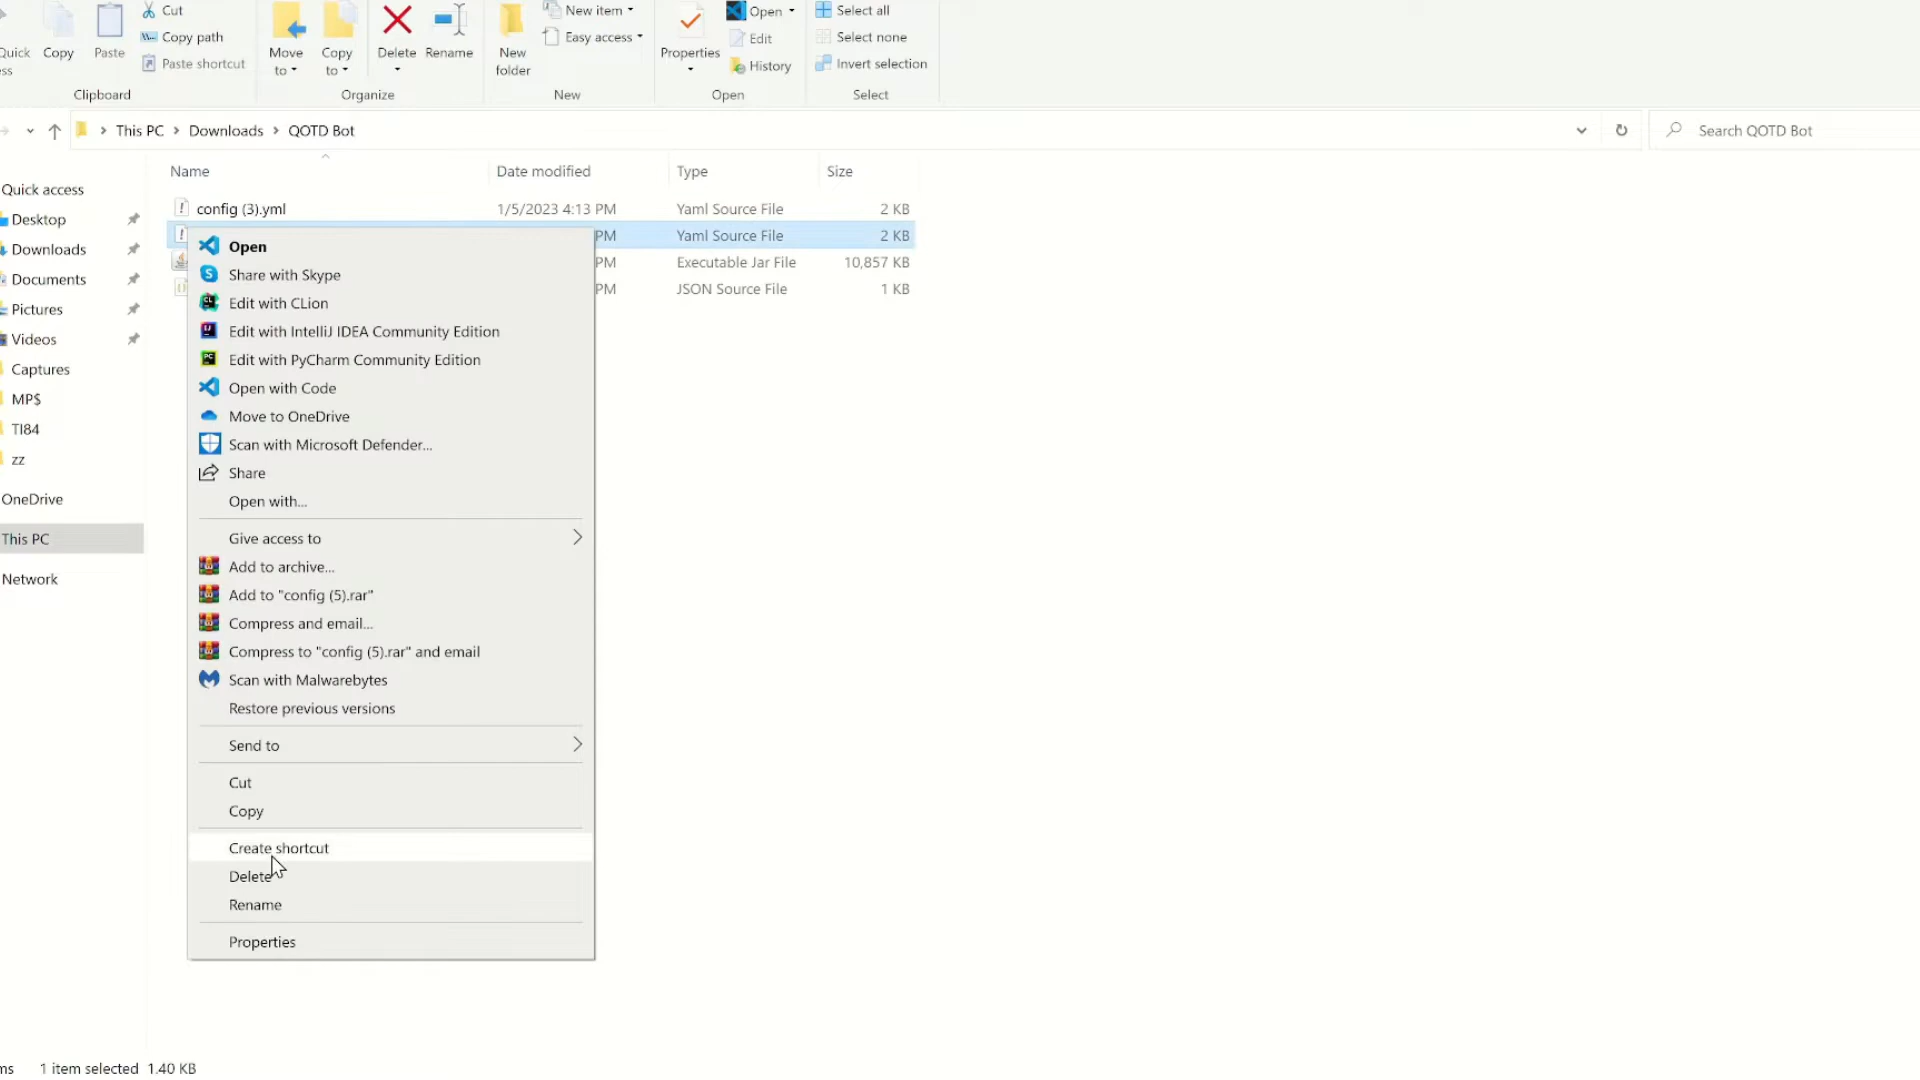 Quick
ess
Copy
Paste
Cut
Copy path
Paste shortcut
Clipboard
Move
to
Copy
to
Delete
Rename
Organize
New
folder
New item
Easy access
New
Properties
Open
Edit
History
Open
Select all
Select none
Invert selection
Select
This PC > Downloads > QOTD Bot
Search QOTD Bot
Name Date modified Type Size
config (3).yml 1/5/2023 4:13 PM Yaml Source File 2 KB
PM Yaml Source File 2 KB
PM Executable Jar File 10,857 KB
PM JSON Source File 1 KB
Quick access
Desktop
Downloads
Documents
Pictures
Videos
Captures
MP$
TI84
zz
OneDrive
This PC
Network
Open
Share with Skype
Edit with CLion
Edit with IntelliJ IDEA Community Edition
Edit with PyCharm Community Edition
Open with Code
Move to OneDrive
Scan with Microsoft Defender...
Share
Open with...
Give access to
Add to archive...
Add to "config (5).rar"
Compress and email...
Compress to "config (5).rar" and email
Scan with Malwarebytes
Restore previous versions
Send to
Cut
Copy
Create shortcut
Delete
Rename
Properties
ms 1 item selected 1.40 KB